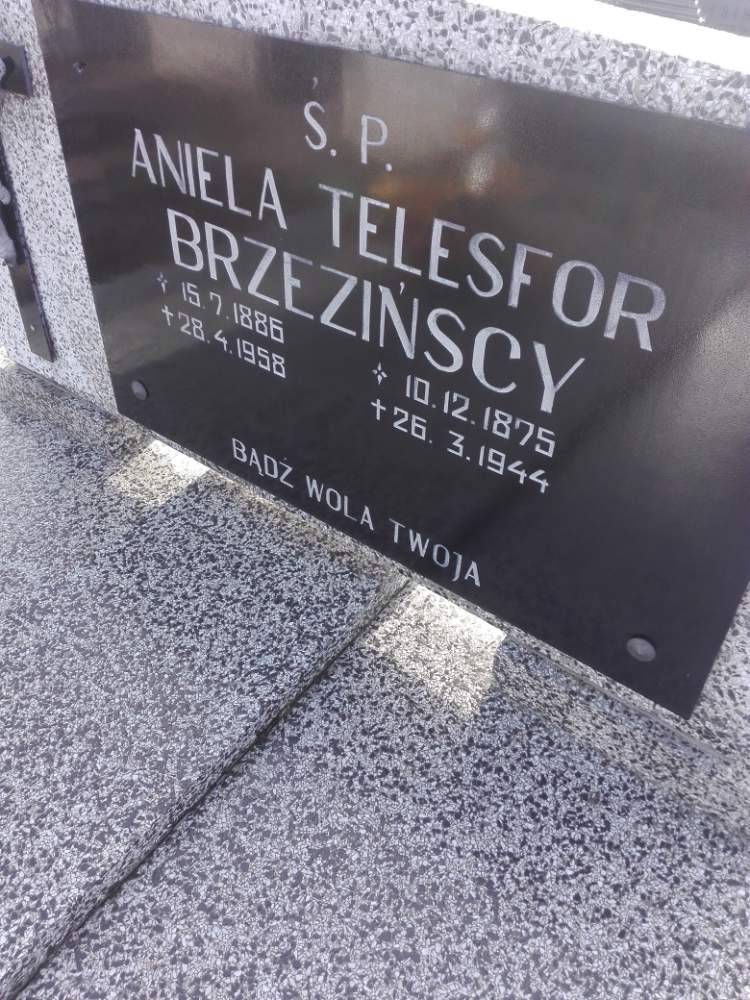 Ś. P.
ANIELA TELESFOR
BRZEZIŃSCY
15.7.1886
†28.4.1958
10.12.1875
†26.3.1944
BĄDŹ WOLA TWOJA